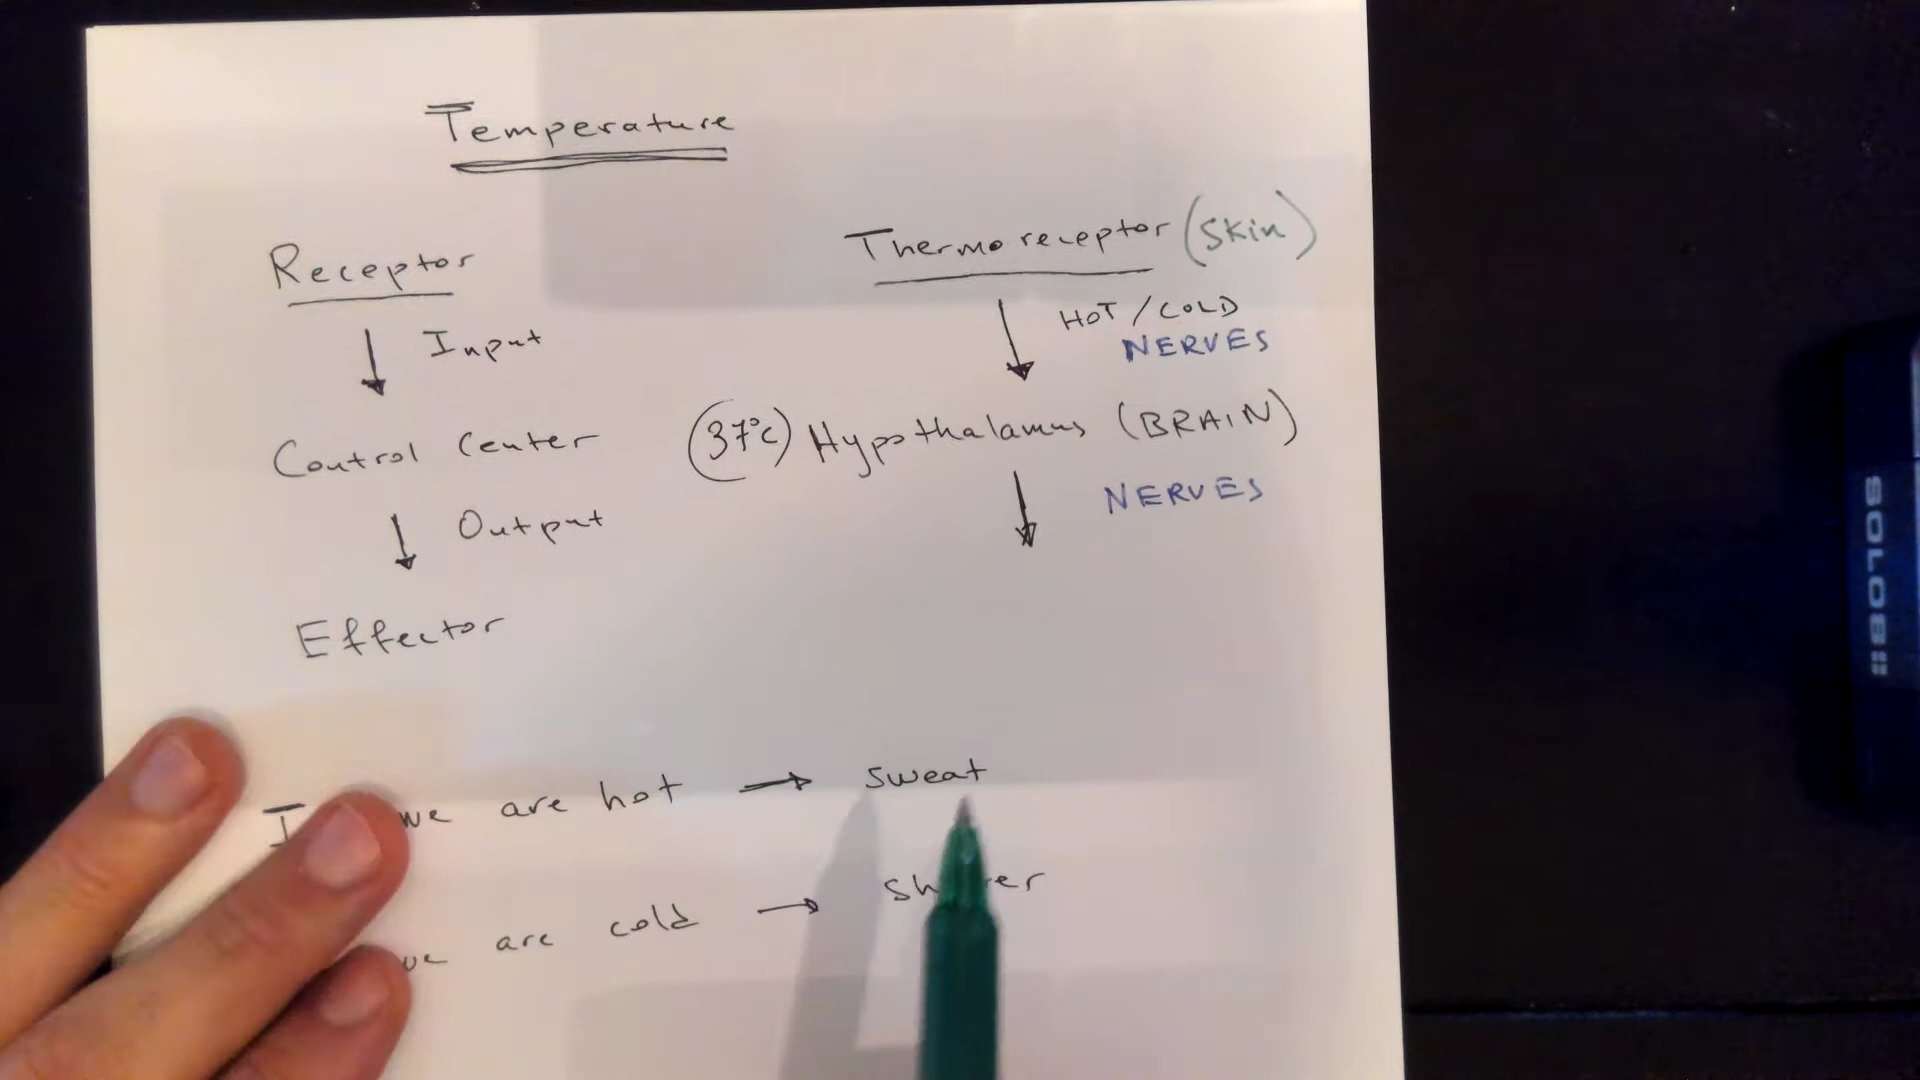 Temperature
Receptor
Input
Control Center
Output
Effector
Thermoreceptor (Skin)
HOT / COLD
NERVES
(37°C) Hypothalamus (BRAIN)
NERVES
we are hot → sweat
are cold →
SOLOBS